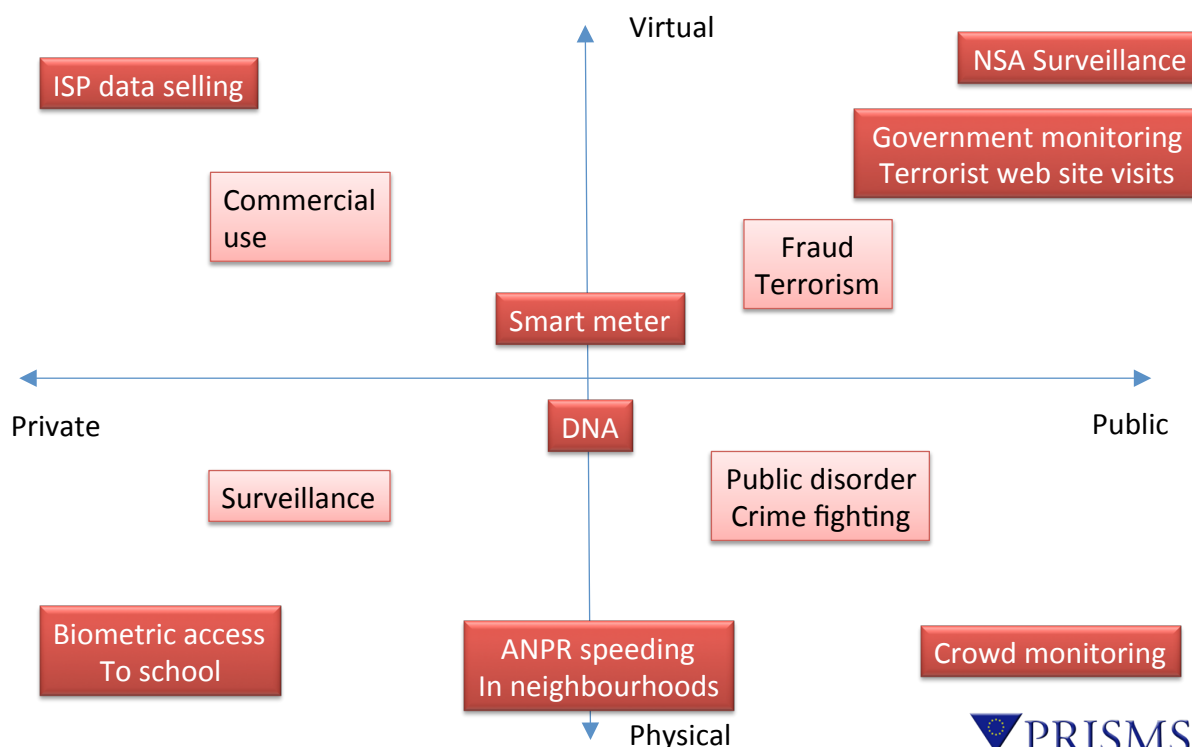 Virtual
ISP data selling
NSA Surveillance
Government monitoring
Terrorist web site visits
Commercial
use
Fraud
Terrorism
Smart meter
Private
DNA
Public
Surveillance
Public disorder
Crime fighting
Biometric access
To school
ANPR speeding
In neighbourhoods
Crowd monitoring
Physical
PRISMS